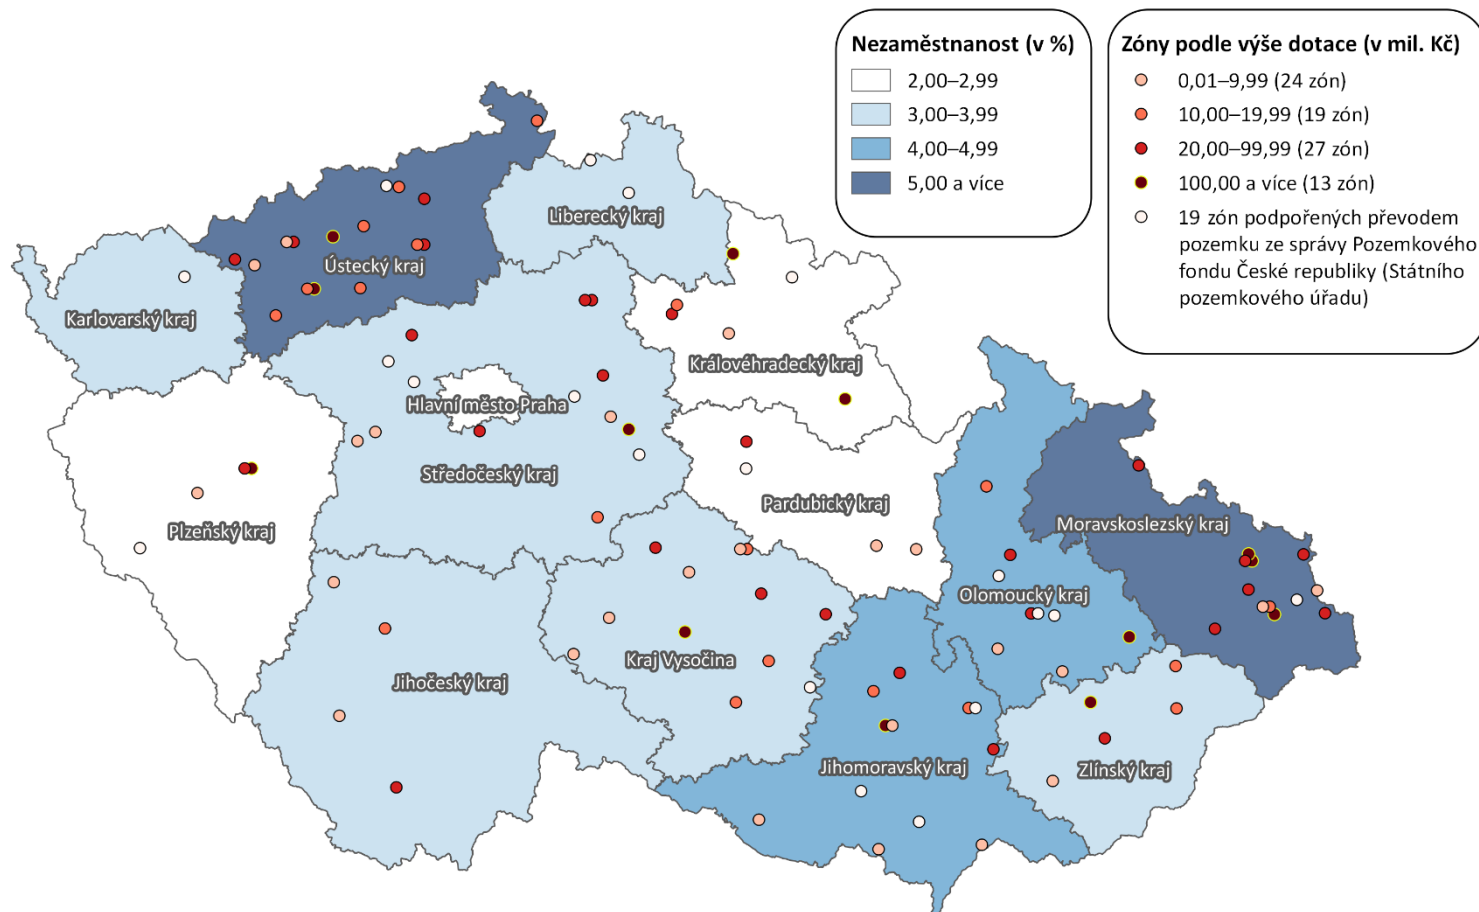 Nezaměstnanost (v %)
2,00–2,99
3,00–3,99
4,00–4,99
5,00 a více
Zóny podle výše dotace (v mil. Kč)
0,01–9,99 (24 zón)
10,00–19,99 (19 zón)
20,00–99,99 (27 zón)
100,00 a více (13 zón)
19 zón podpořených převodem
pozemku ze správy Pozemkového
fondu České republiky (Státního
pozemkového úřadu)
Liberecký kraj
Ústecký kraj
Karlovarský kraj
Královéhradecký kraj
Hlavní město Praha
Středočeský kraj
Pardubický kraj
Plzeňský kraj
Moravskoslezský kraj
Olomoucký kraj
Kraj Vysočina
Jihočeský kraj
Jihomoravský kraj
Zlínský kraj